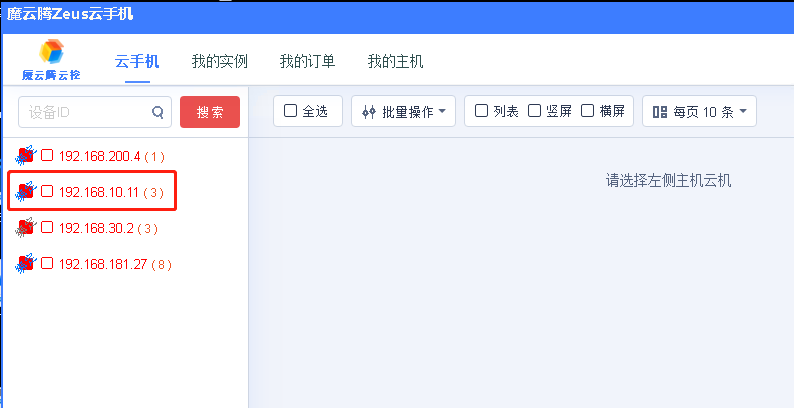 魔云腾Zeus云手机
魔云腾云控
云手机 我的实例 我的订单 我的主机
设备ID 搜索 全选 批量操作 列表 竖屏 横屏 每页 10 条
192.168.200.4 (1)
192.168.10.11 (3)
请选择左侧主机云机
192.168.30.2 (3)
192.168.181.27 (8)